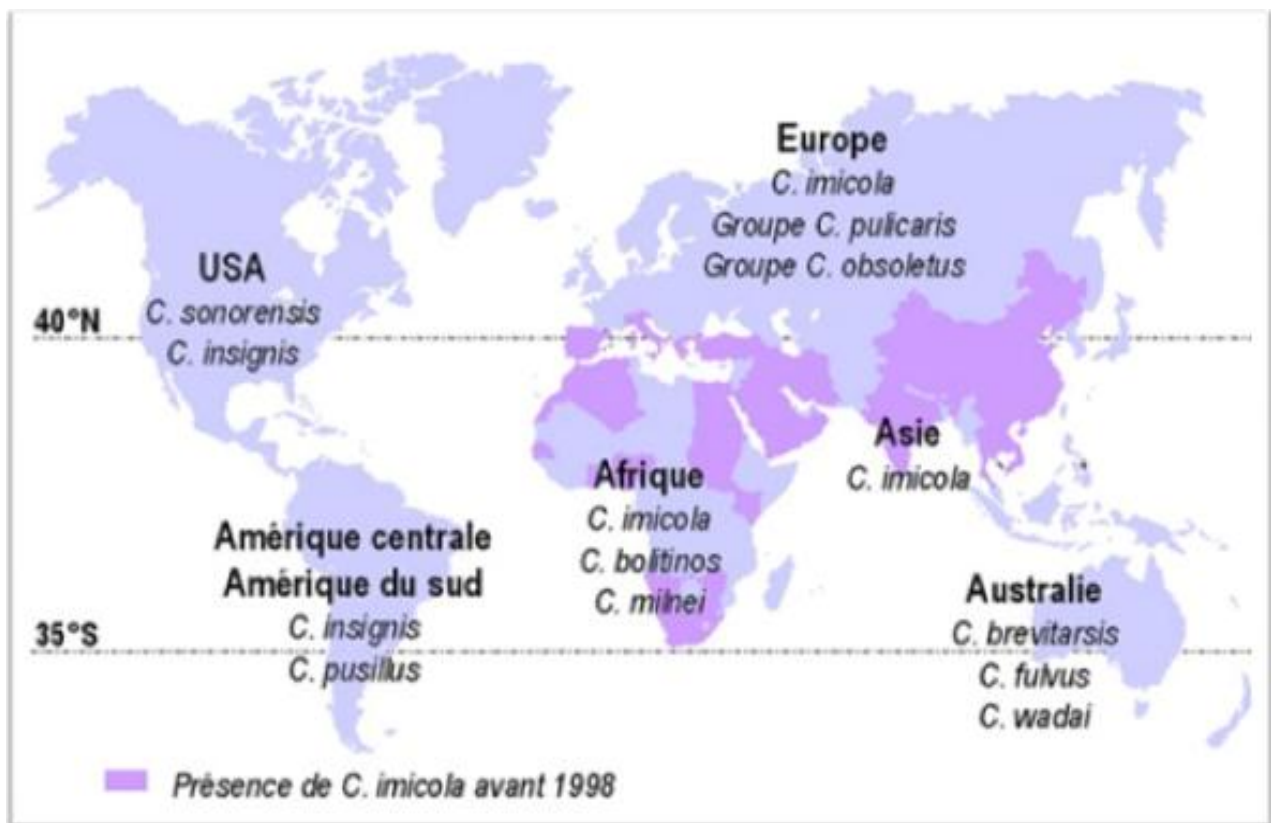 Europe
C. imicola
Groupe C. pulicaris
Groupe C. obsoletus
USA
C. sonorensis
C. insignis
40°N
Asie
C. imicola
Afrique
C. imicola
C. bolitinos
C. milnei
Amérique centrale
Amérique du sud
C. insignis
C. pusillus
35°S
Australie
C. brevitarsis
C. fulvus
C. wadai
Présence de C. imicola avant 1998